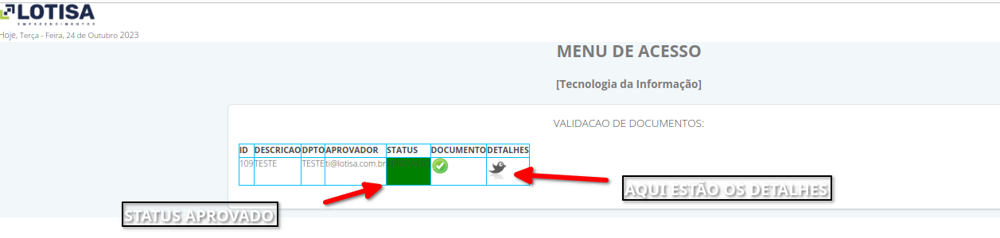 LOTISA
EMPREENDIMENTOS
Hoje, Terça - Feira, 24 de Outubro 2023
MENU DE ACESSO
[Tecnologia da Informação]
VALIDACAO DE DOCUMENTOS:
ID DESCRICAO DPTO APROVADOR STATUS DOCUMENTO DETALHES
109 TESTE TESTE ti@lotisa.com.br
AQUI ESTÃO OS DETALHES
STATUS APROVADO